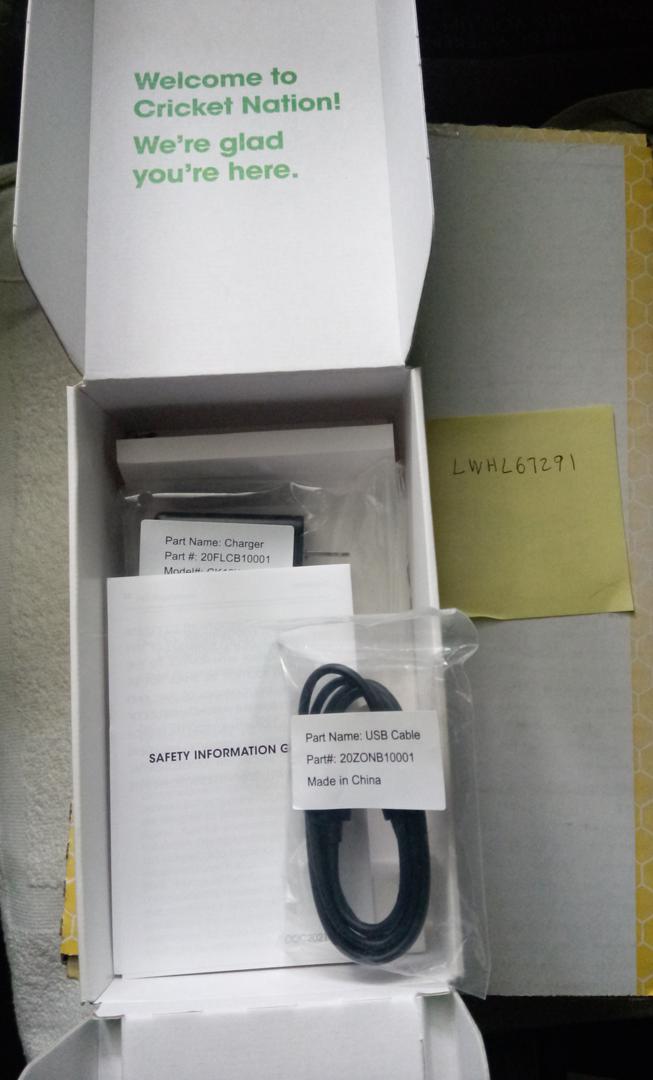 Welcome to
Cricket Nation!
We're glad
you're here.
LWHL67291
Part Name: Charger
Part #: 20FLCB10001
Model#:
SAFETY INFORMATION G
Part Name: USB Cable
Part#: 20ZONB10001
Made in China